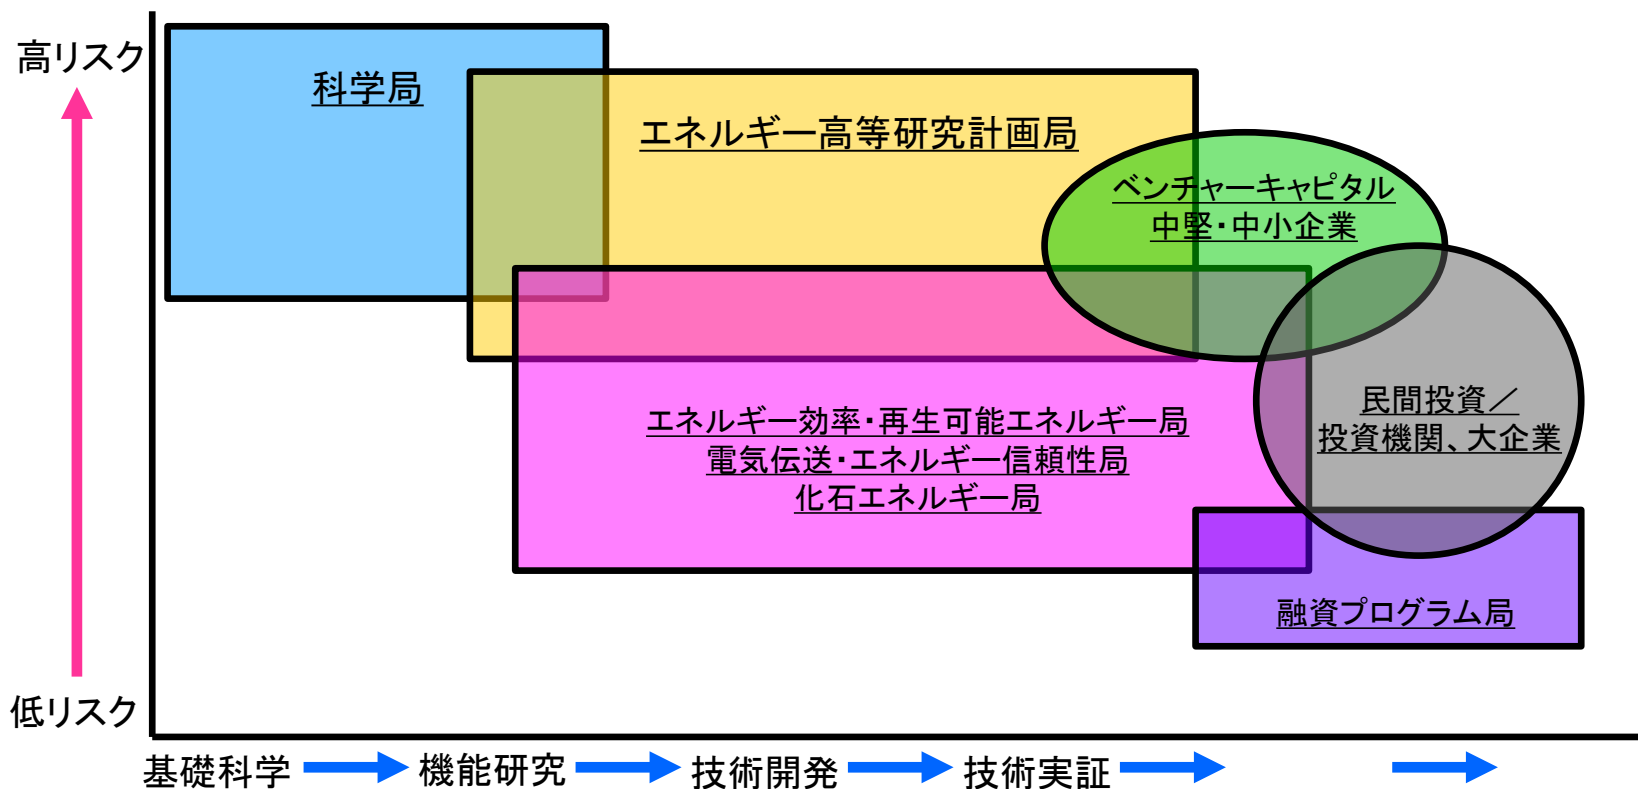 高リスク
科学局
エネルギー高等研究計画局
ベンチャーキャピタル
中堅・中小企業
民間投資／
投資機関、大企業
エネルギー効率・再生可能エネルギー局
電気伝送・エネルギー信頼性局
化石エネルギー局
融資プログラム局
低リスク
基礎科学
機能研究
技術開発
技術実証